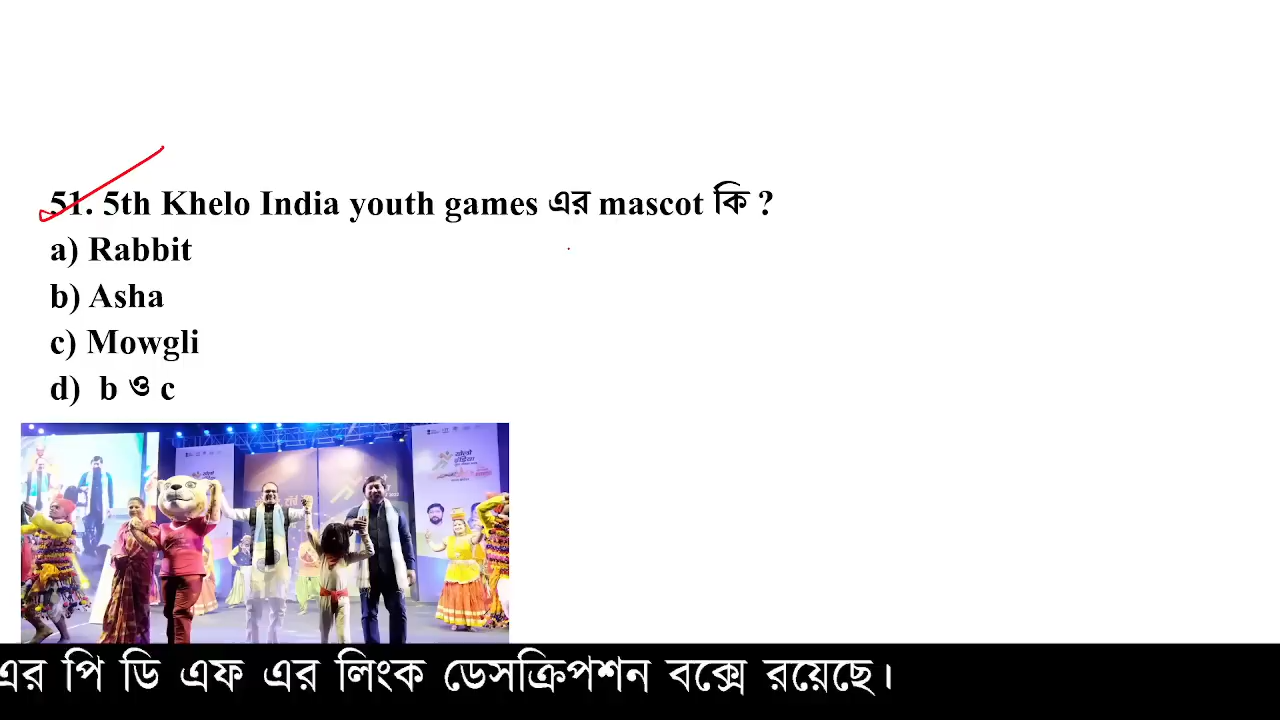 51. 5th Khelo India youth games এর mascot কি ?
a) Rabbit
b) Asha
c) Mowgli
d) b ও c
এর পি ডি এফ এর লিংক ডেসক্রিপশন বক্সে রয়েছে।